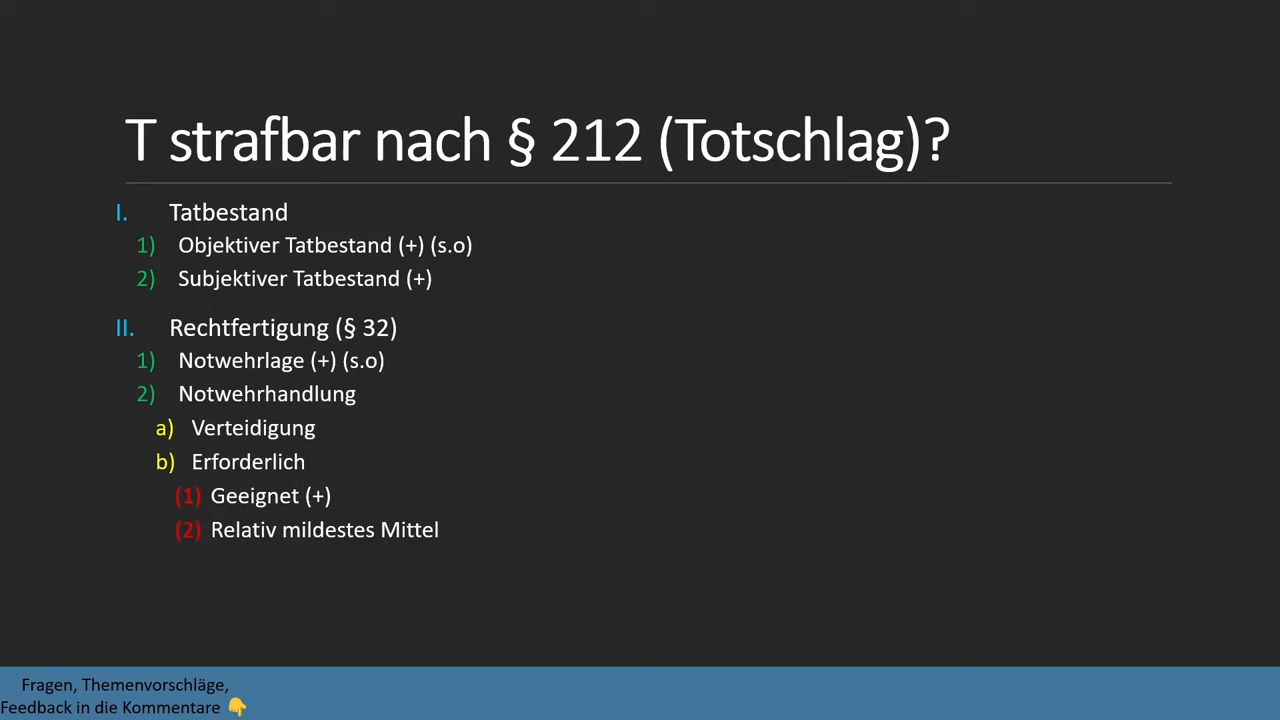 T strafbar nach § 212 (Totschlag)?
I. Tatbestand
1) Objektiver Tatbestand (+) (s.o)
2) Subjektiver Tatbestand (+)
II. Rechtfertigung (§ 32)
1) Notwehrlage (+) (s.o)
2) Notwehrhandlung
a) Verteidigung
b) Erforderlich
(1) Geeignet (+)
(2) Relativ mildestes Mittel
Fragen, Themenvorschläge,
Feedback in die Kommentare 👇